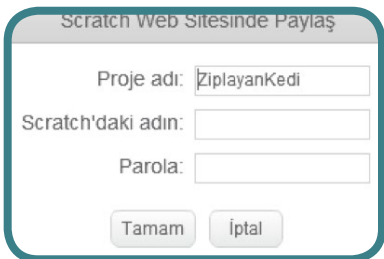 Scratch Web Sitesinde Paylaş
Proje adı: ZiplayanKedi
Scratch'daki adın:
Parola:
Tamam İptal